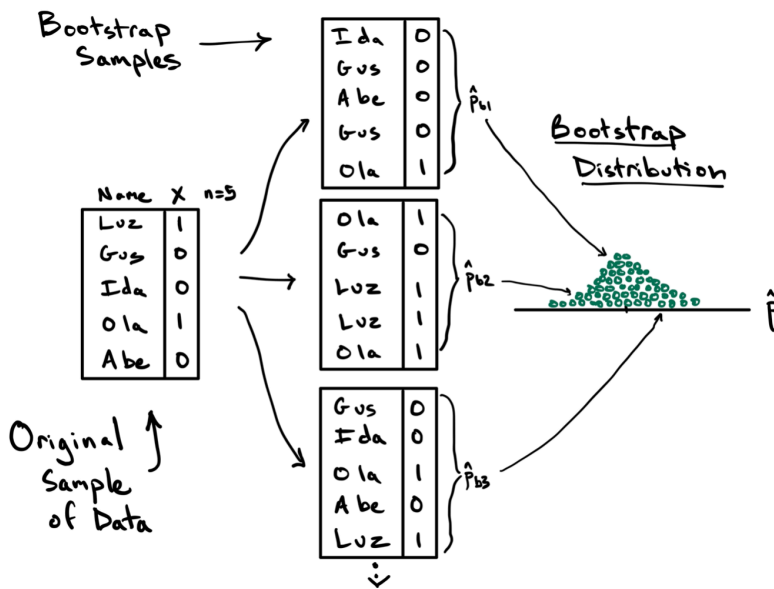 Bootstrap
Samples
Ida 0
Gus 0
Abe 0
Gus 0
Ola 1
p̂b1
Bootstrap
Distribution
Name X n=5
Luz 1
Gus 0
Ida 0
Ola 1
Abe 0
Ola 1
Gus 0
Luz 1
Luz 1
Ola 1
p̂b2
p̂
Original
Sample
of Data
Gus 0
Ida 0
Ola 1
Abe 0
Luz 1
p̂b3